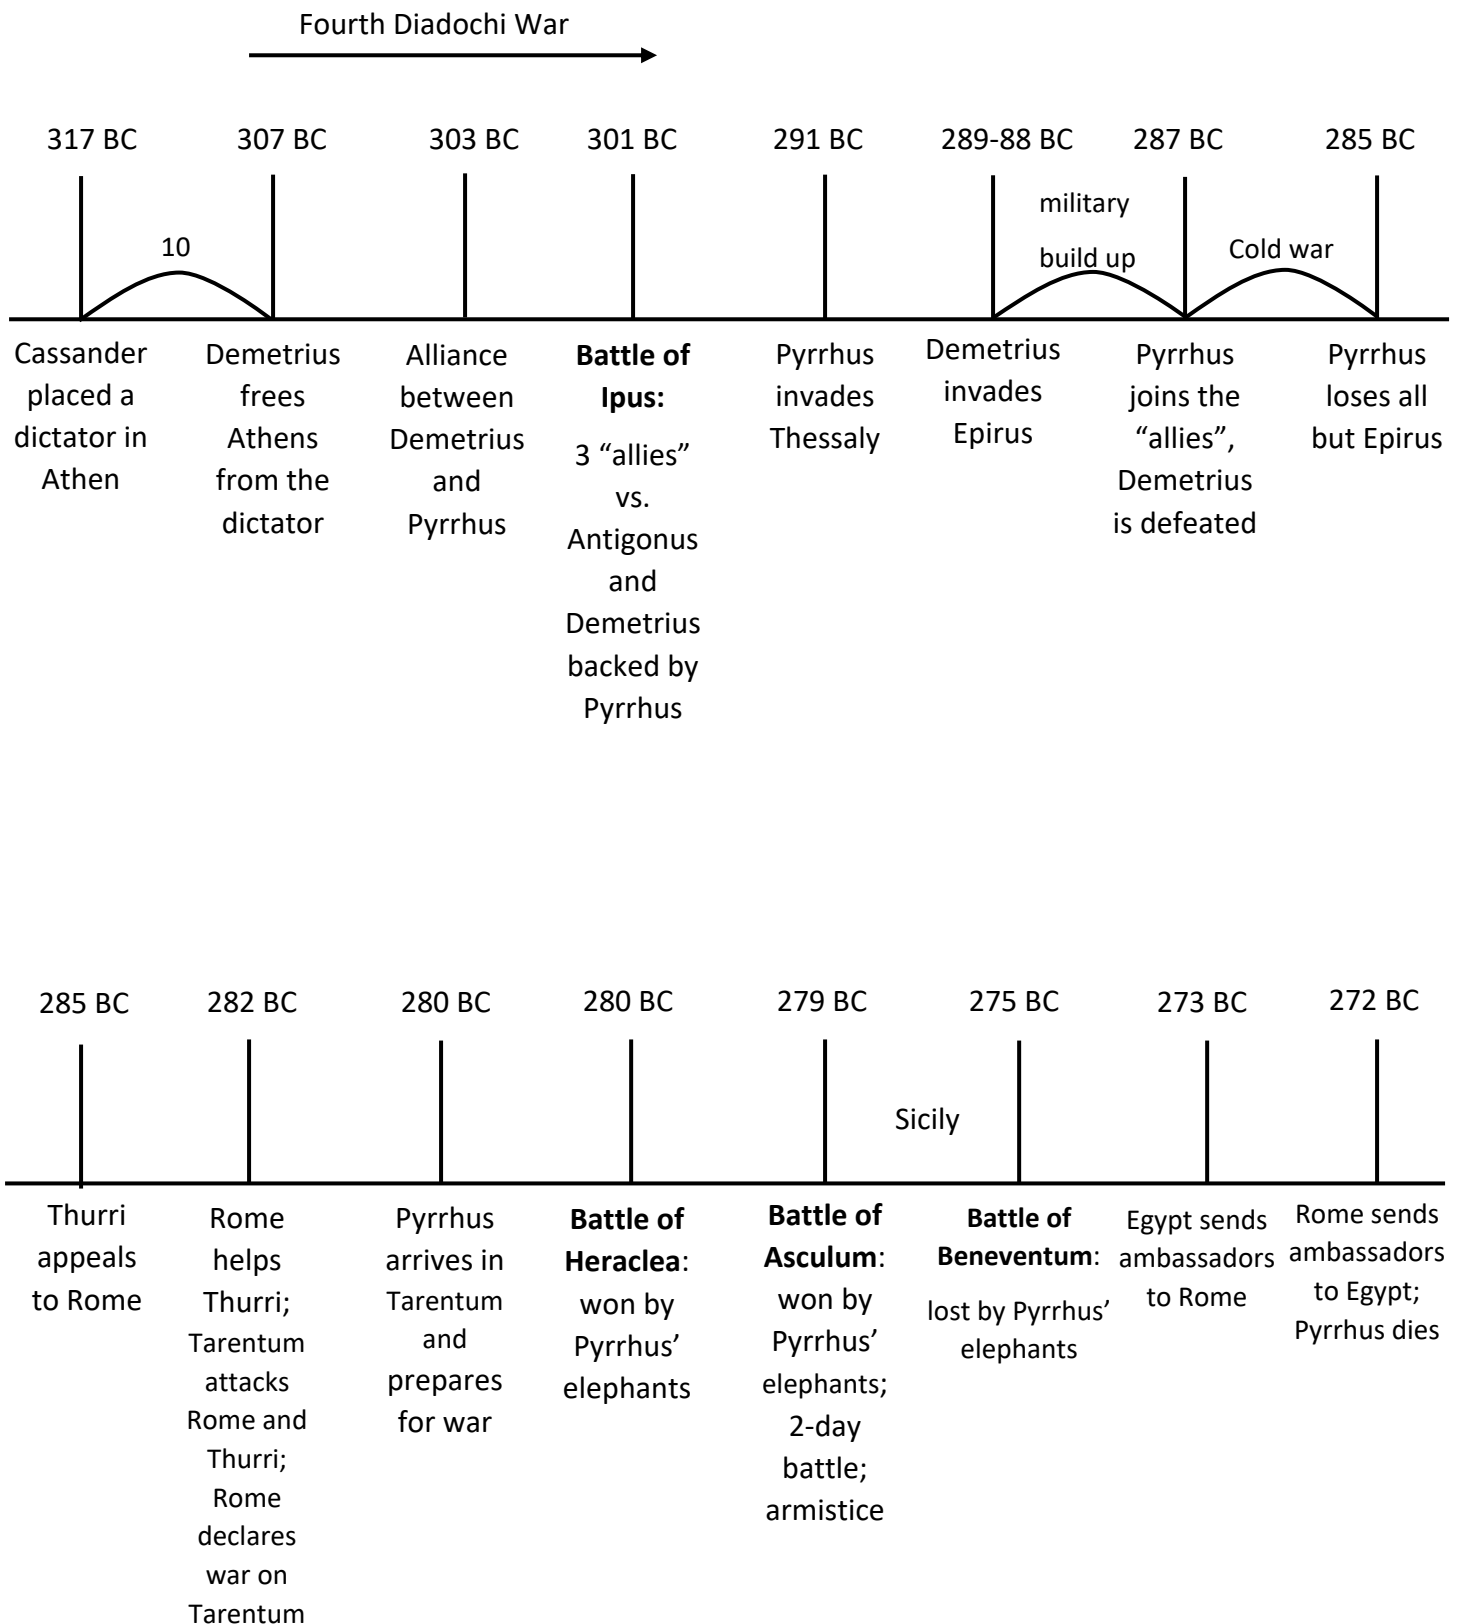 Fourth Diadochi War
317 BC
307 BC
303 BC
301 BC
291 BC
289-88 BC
287 BC
285 BC
10
military
build up
Cold war
Cassander
placed a
dictator in
Athen
Demetrius
frees
Athens
from the
dictator
Alliance
between
Demetrius
and
Pyrrhus
Battle of
Ipus:
3 “allies”
vs.
Antigonus
and
Demetrius
backed by
Pyrrhus
Pyrrhus
invades
Thessaly
Demetrius
invades
Epirus
Pyrrhus
joins the
“allies”,
Demetrius
is defeated
Pyrrhus
loses all
but Epirus
285 BC
282 BC
280 BC
280 BC
279 BC
275 BC
273 BC
272 BC
Sicily
Thurri
appeals
to Rome
Rome
helps
Thurri;
Tarentum
attacks
Rome and
Thurri;
Rome
declares
war on
Tarentum
Pyrrhus
arrives in
Tarentum
and
prepares
for war
Battle of
Heraclea:
won by
Pyrrhus’
elephants
Battle of
Asculum:
won by
Pyrrhus’
elephants;
2-day
battle;
armistice
Battle of
Beneventum:
lost by Pyrrhus’
elephants
Egypt sends
ambassadors
to Rome
Rome sends
ambassadors
to Egypt;
Pyrrhus dies